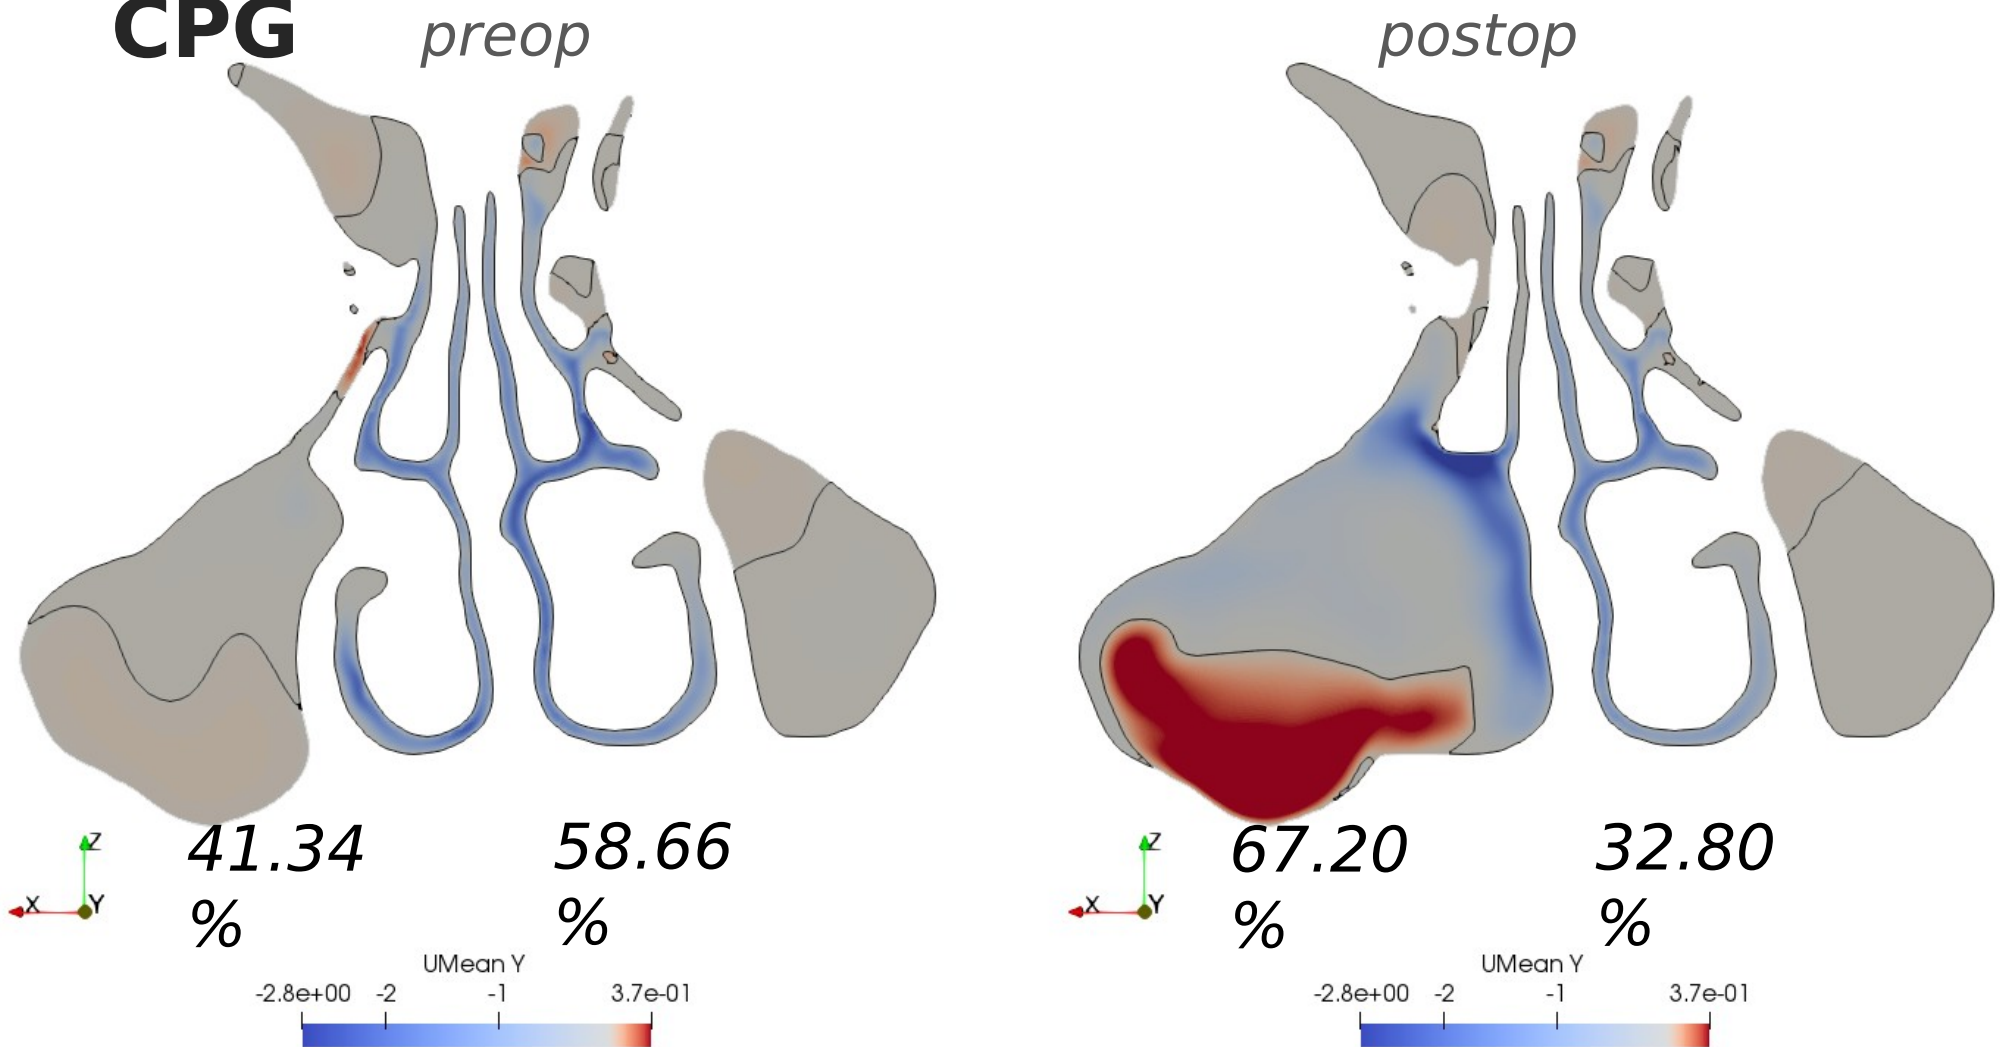 CPG preop postop
41.34 58.66 67.20 32.80
% % % %
Z Z
X Y X Y
UMean Y UMean Y
-2.8e+00 -2 -1 3.7e-01 -2.8e+00 -2 -1 3.7e-01